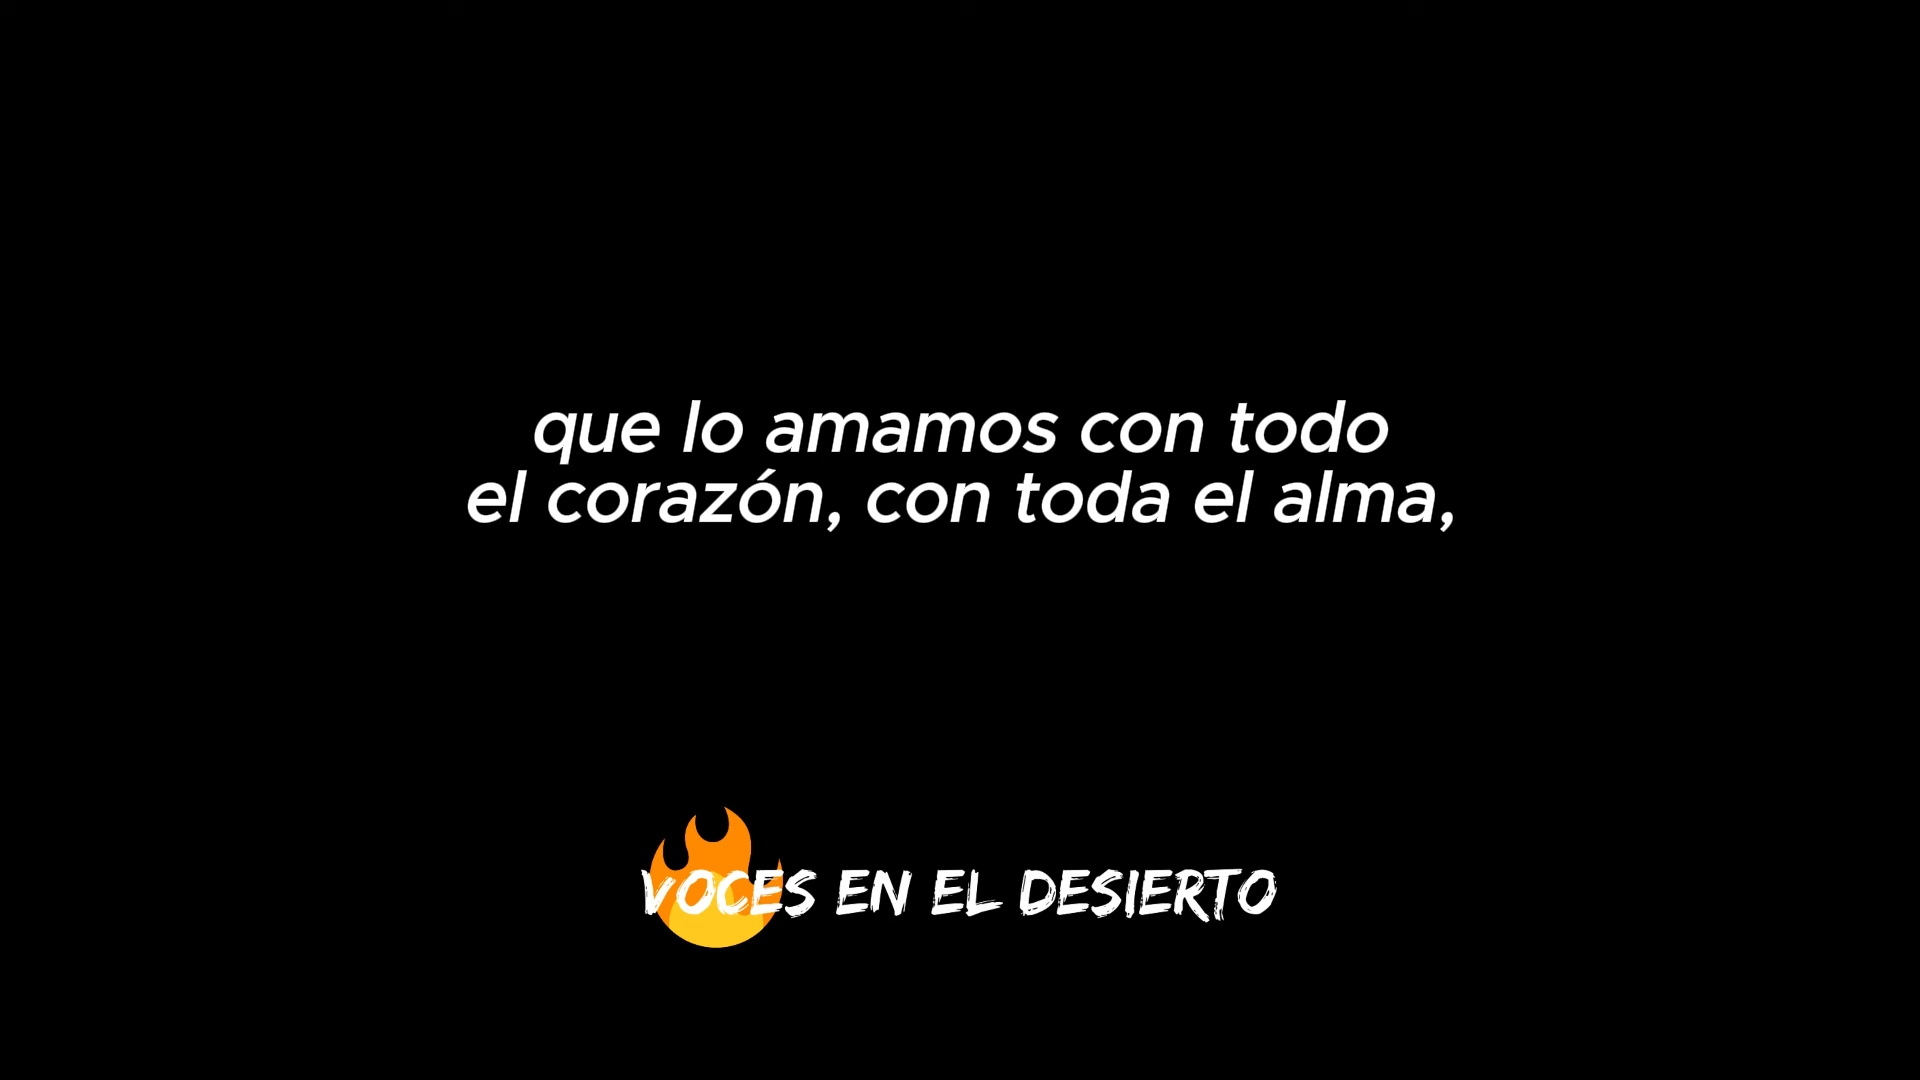 que lo amamos con todo
el corazón, con toda el alma,
VOCES EN EL DESIERTO